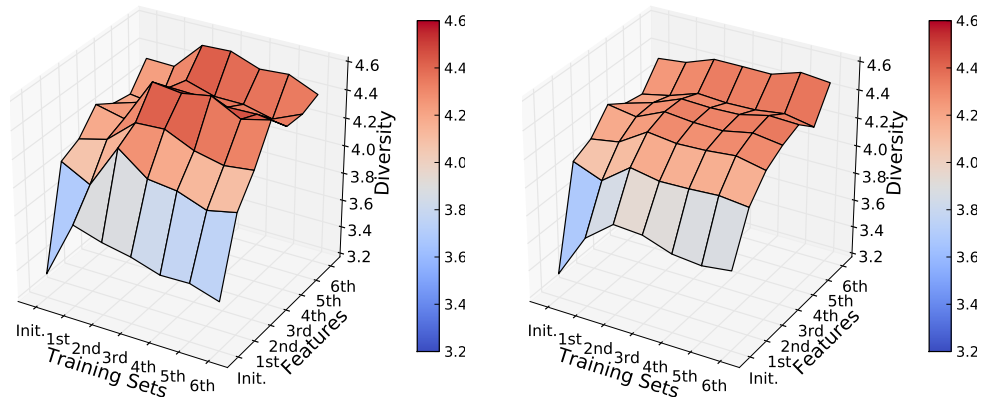 4.6
4.4
4.2
4.0
3.8
3.6
3.4
3.2
Diversity
Init.
1st
2nd
3rd
4th
5th
6th
Training Sets
Init.
1st
2nd
3rd
4th
5th
6th
Features
4.6
4.4
4.2
4.0
3.8
3.6
3.4
3.2
4.6
4.4
4.2
4.0
3.8
3.6
3.4
3.2
Diversity
Init.
1st
2nd
3rd
4th
5th
6th
Training Sets
Init.
1st
2nd
3rd
4th
5th
6th
Features
4.6
4.4
4.2
4.0
3.8
3.6
3.4
3.2